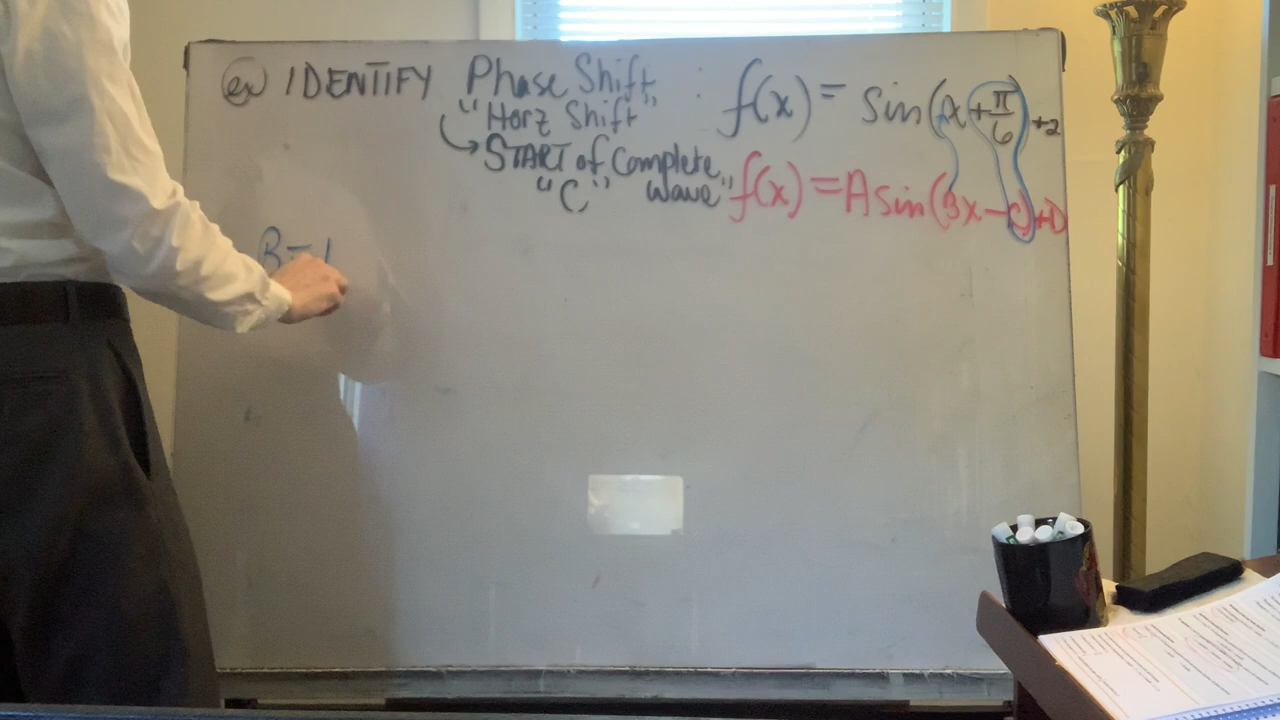 ex IDENTIFY Phase Shift : f(x) = sin(x + π/6) + 2
"Horz Shift"
START of Complete
"C" Wave" f(x) = A sin(Bx - C) + D
B = 1